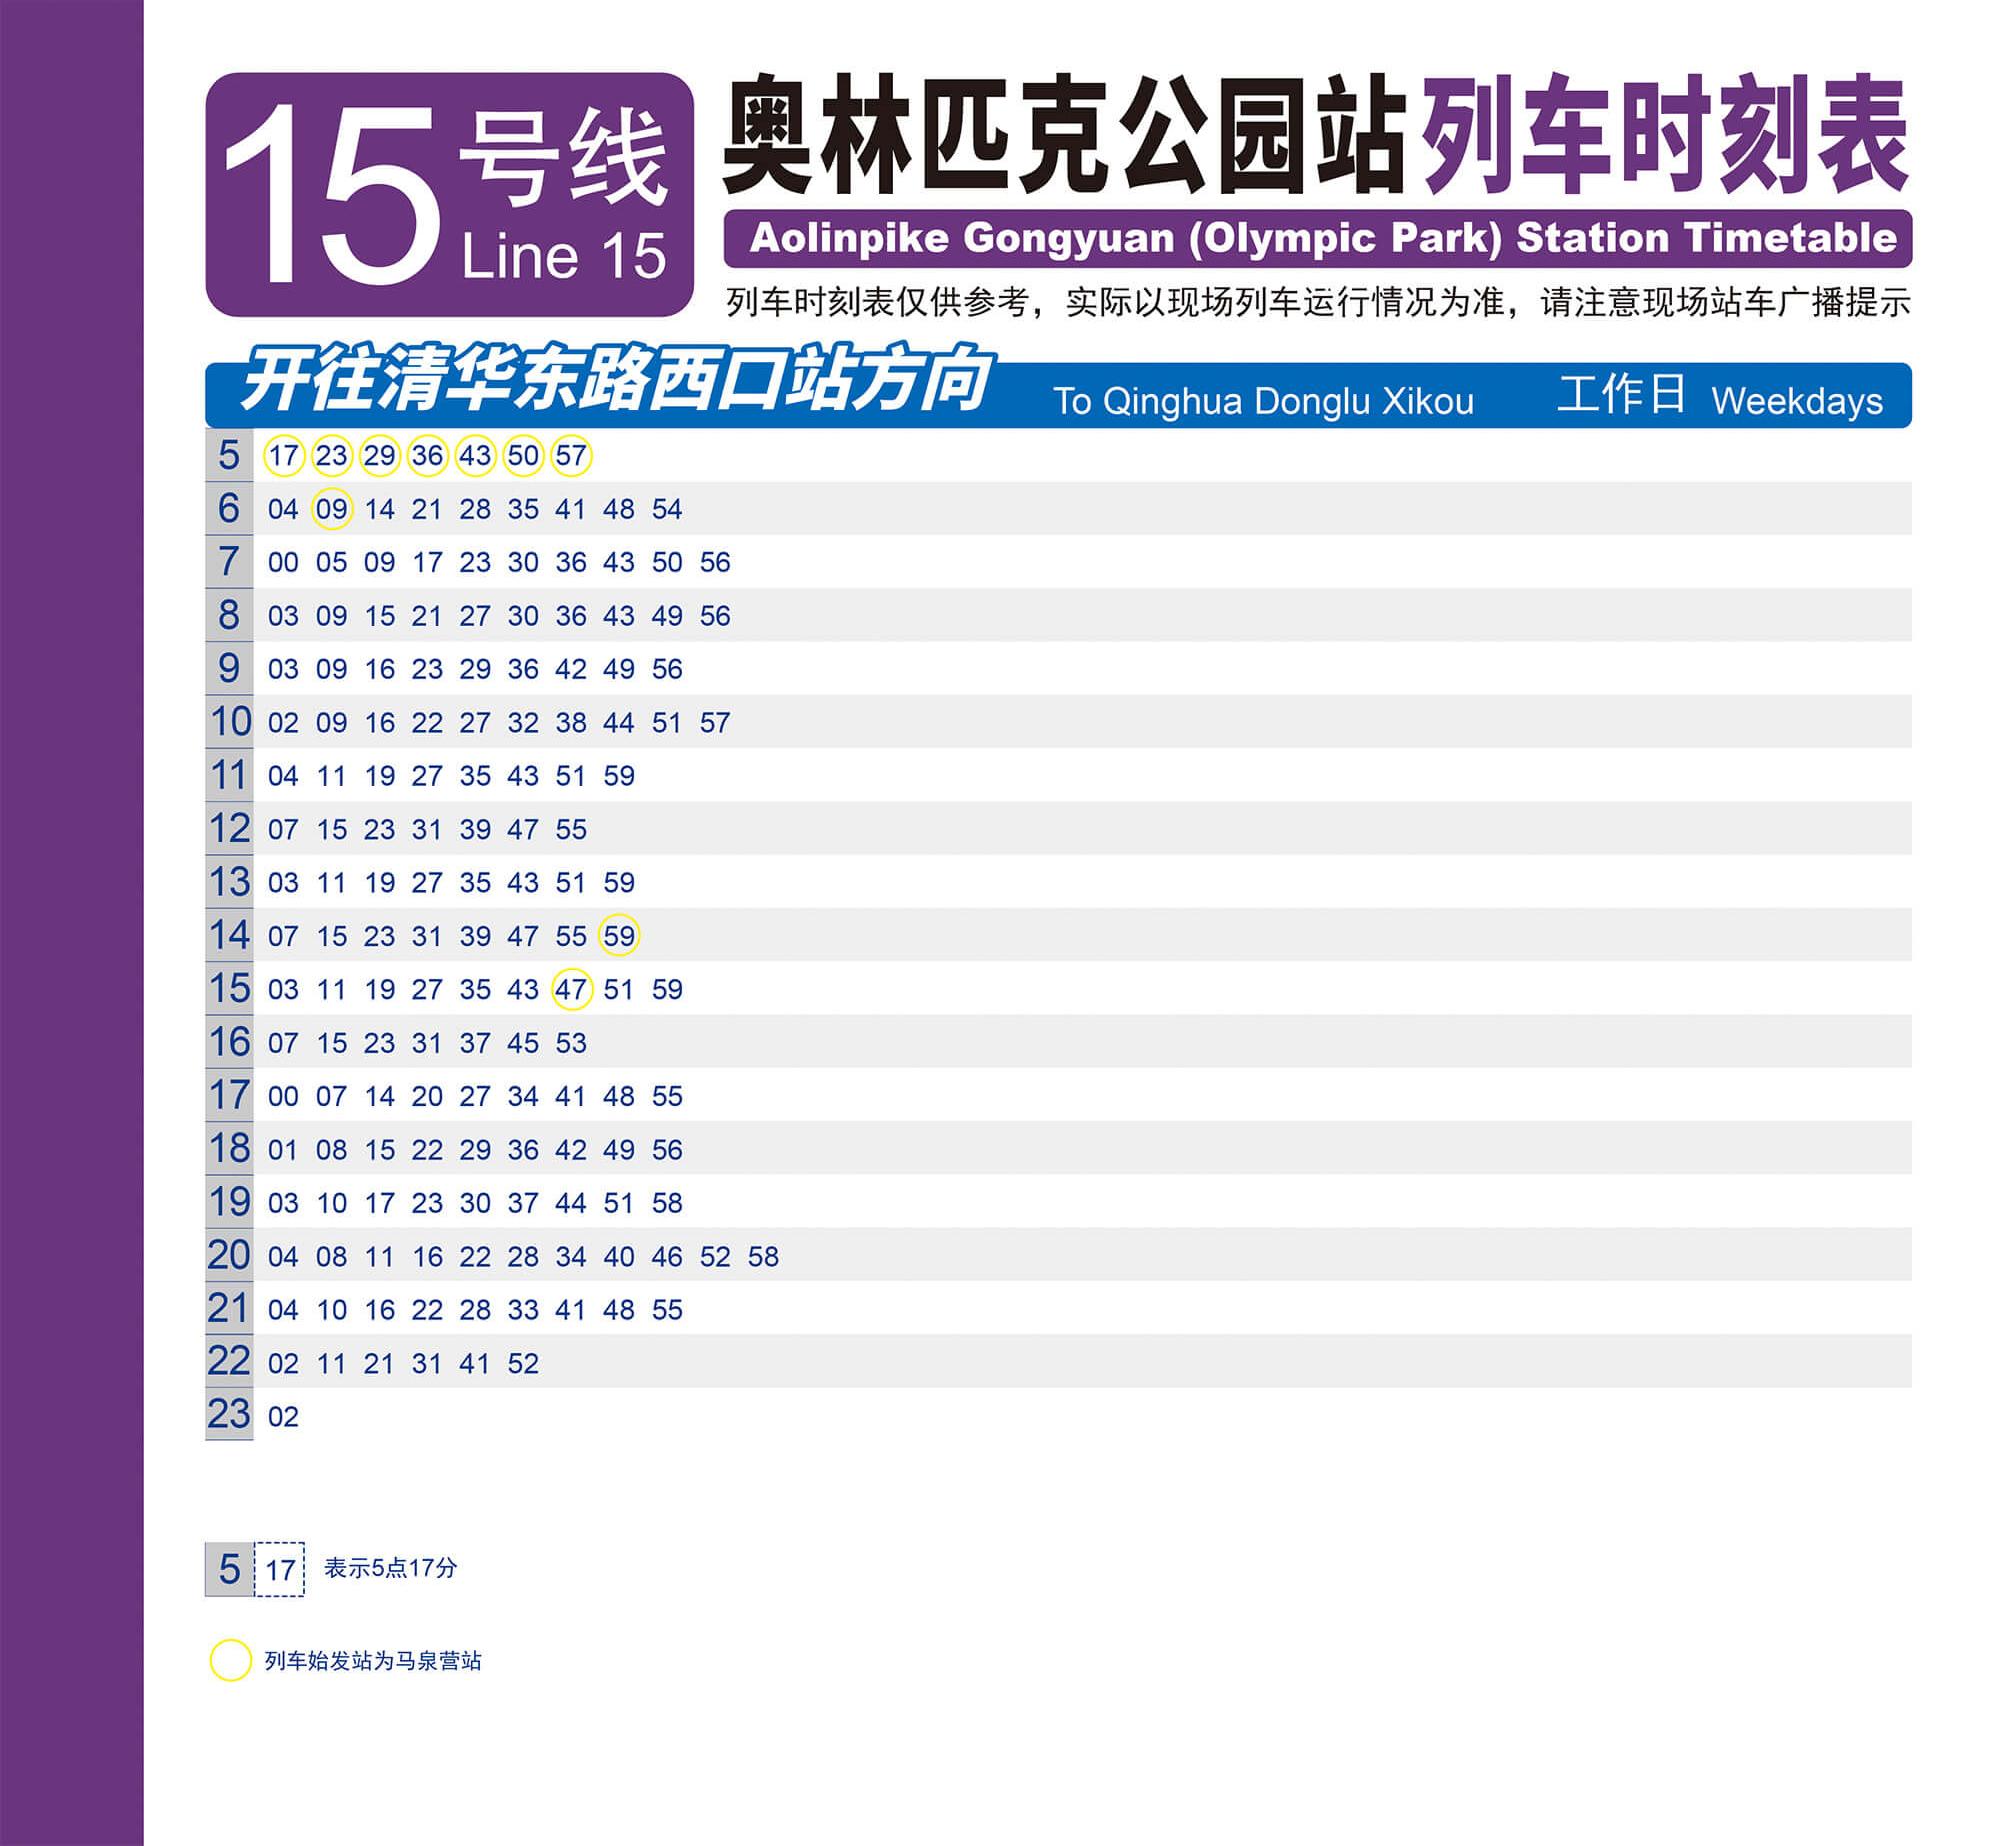 15号线
Line 15
奥林匹克公园站列车时刻表
Aolinpike Gongyuan (Olympic Park) Station Timetable
列车时刻表仅供参考，实际以现场列车运行情况为准，请注意现场站车广播提示
开往清华东路西口站方向 To Qinghua Donglu Xikou 工作日 Weekdays
5 17 23 29 36 43 50 57
6 04 09 14 21 28 35 41 48 54
7 00 05 09 17 23 30 36 43 50 56
8 03 09 15 21 27 30 36 43 49 56
9 03 09 16 23 29 36 42 49 56
10 02 09 16 22 27 32 38 44 51 57
11 04 11 19 27 35 43 51 59
12 07 15 23 31 39 47 55
13 03 11 19 27 35 43 51 59
14 07 15 23 31 39 47 55 59
15 03 11 19 27 35 43 47 51 59
16 07 15 23 31 37 45 53
17 00 07 14 20 27 34 41 48 55
18 01 08 15 22 29 36 42 49 56
19 03 10 17 23 30 37 44 51 58
20 04 08 11 16 22 28 34 40 46 52 58
21 04 10 16 22 28 33 41 48 55
22 02 11 21 31 41 52
23 02
5 17 表示5点17分
列车始发站为马泉营站